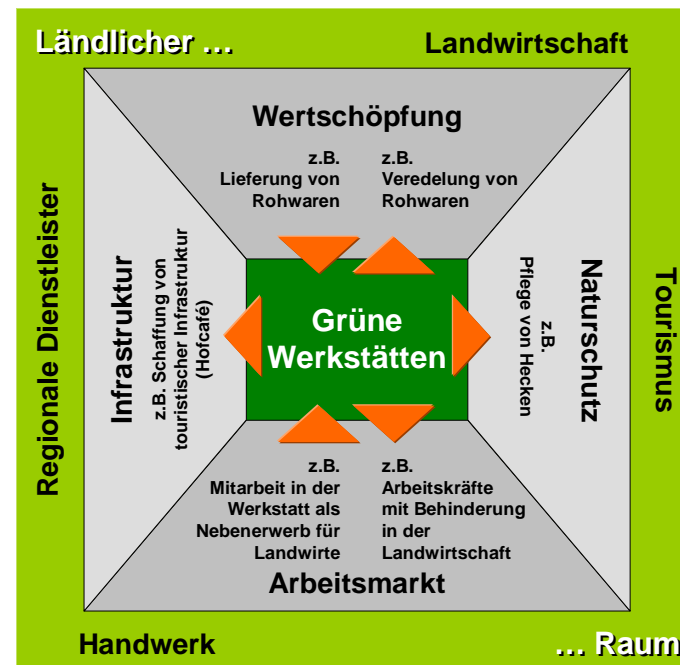 Ländlicher ...
Landwirtschaft
Wertschöpfung
z.B.
Lieferung von
Rohwaren
z.B.
Veredelung von
Rohwaren
Regionale Dienstleister
Infrastruktur
z.B. Schaffung von
touristischer Infrastruktur
(Hofcafé)
Grüne
Werkstätten
Naturschutz
z.B.
Pflege von Hecken
Tourismus
z.B.
Mitarbeit in der
Werkstatt als
Nebenerwerb für
Landwirte
z.B.
Arbeitskräfte
mit Behinderung
in der
Landwirtschaft
Arbeitsmarkt
Handwerk
... Raum